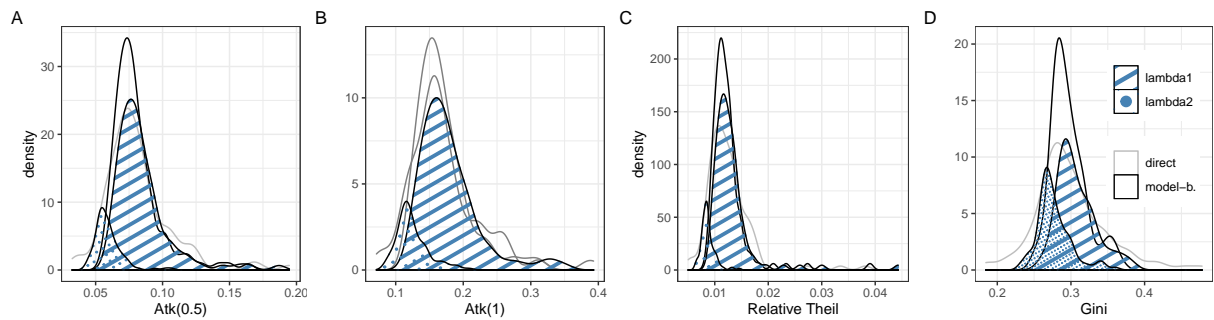 A
B
C
D
density
30
20
10
0
0.05
0.10
0.15
0.20
Atk(0.5)
10
5
0
0.1
0.2
0.3
0.4
Atk(1)
density
200
150
100
50
0
0.01
0.02
0.03
0.04
Relative Theil
20
15
10
5
0
0.2
0.3
0.4
Gini
lambda1
lambda2
direct
model−b.